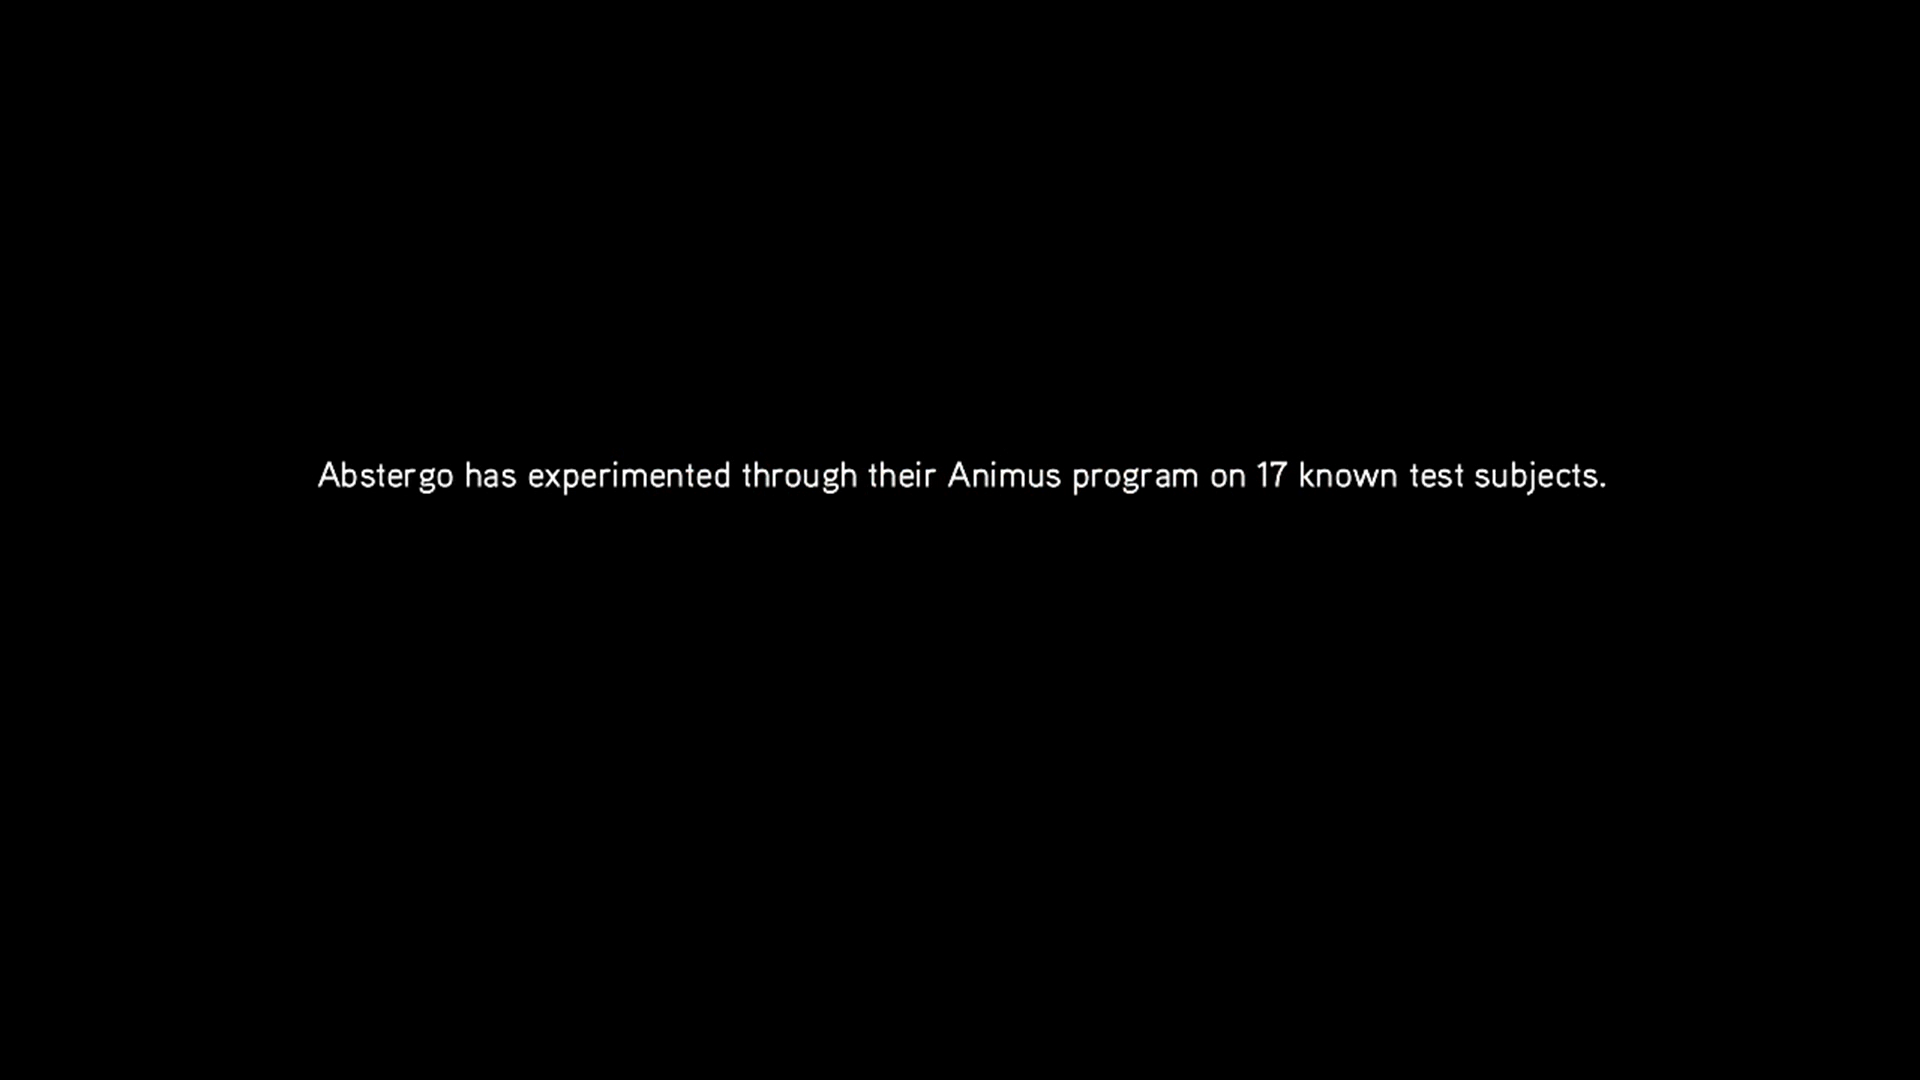 Abstergo has experimented through their Animus program on 17 known test subjects.